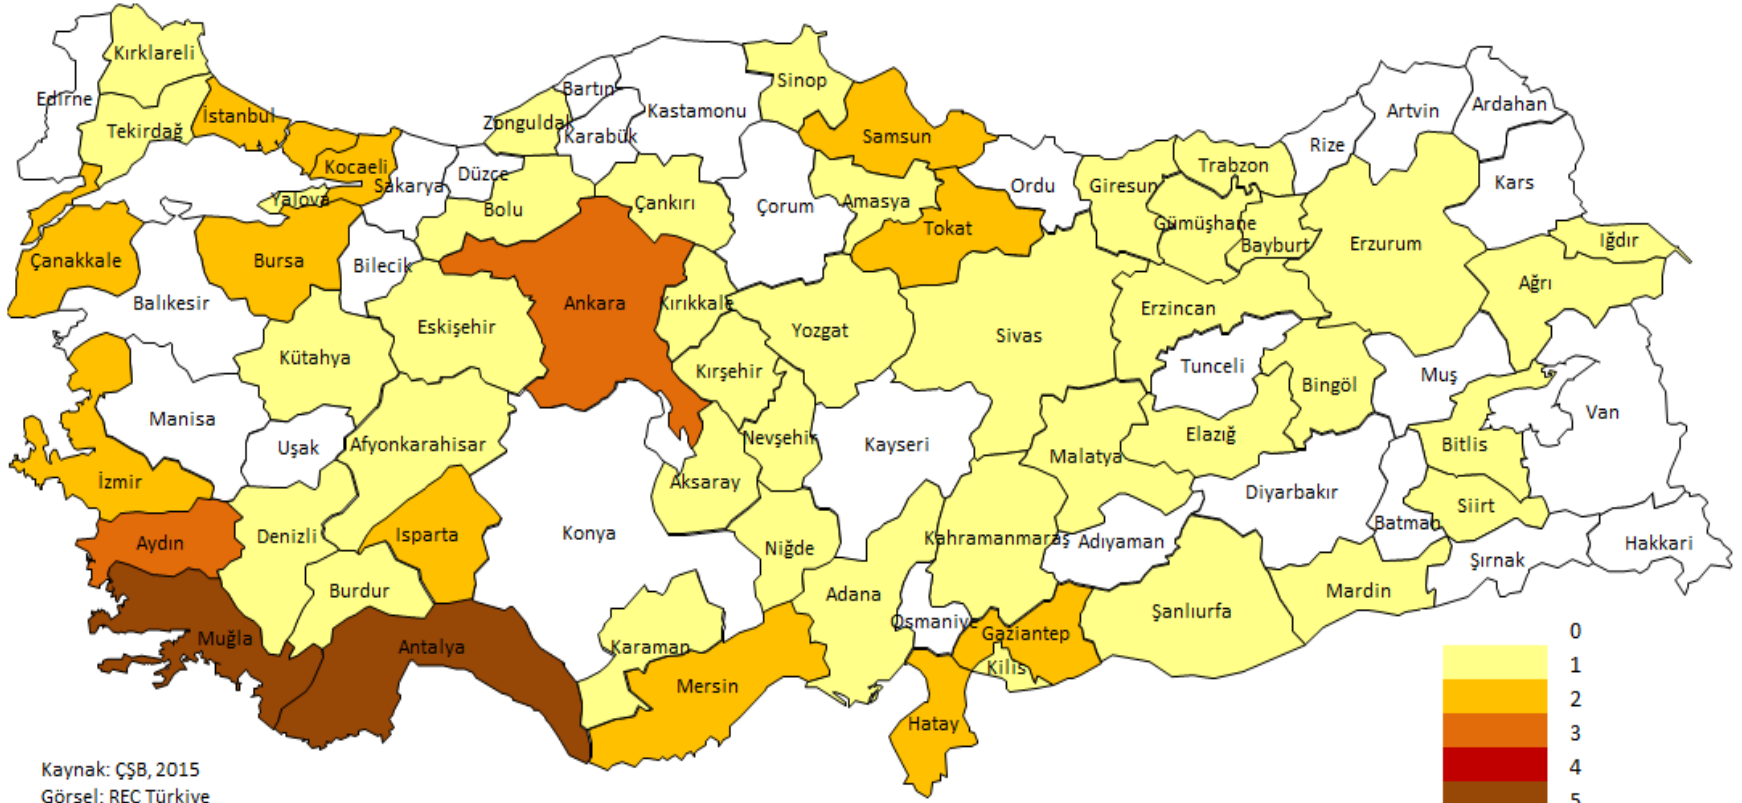 Kırklareli
Edirne
Tekirdağ
İstanbul
Kocaeli
Yalova
Sakarya
Düzce
Zonguldak
Bartın
Karabük
Kastamonu
Sinop
Samsun
Ordu
Giresun
Trabzon
Rize
Artvin
Ardahan
Kars
Bolu
Çankırı
Çorum
Amasya
Tokat
Gümüşhane
Bayburt
Erzurum
Iğdır
Ağrı
Çanakkale
Balıkesir
Bursa
Bilecik
Eskişehir
Ankara
Kırıkkale
Yozgat
Sivas
Erzincan
Tunceli
Bingöl
Muş
Van
Kütahya
Kırşehir
Manisa
Uşak
Afyonkarahisar
Nevşehir
Kayseri
Malatya
Elazığ
Bitlis
İzmir
Aksaray
Diyarbakır
Batman
Siirt
Aydın
Denizli
Isparta
Konya
Niğde
Kahramanmaraş
Adıyaman
Şırnak
Hakkari
Burdur
Adana
Osmaniye
Gaziantep
Şanlıurfa
Mardin
Muğla
Antalya
Karaman
Mersin
Kilis
Hatay
0
1
2
3
4
5
Kaynak: ÇŞB, 2015
Görsel: REC Türkiye